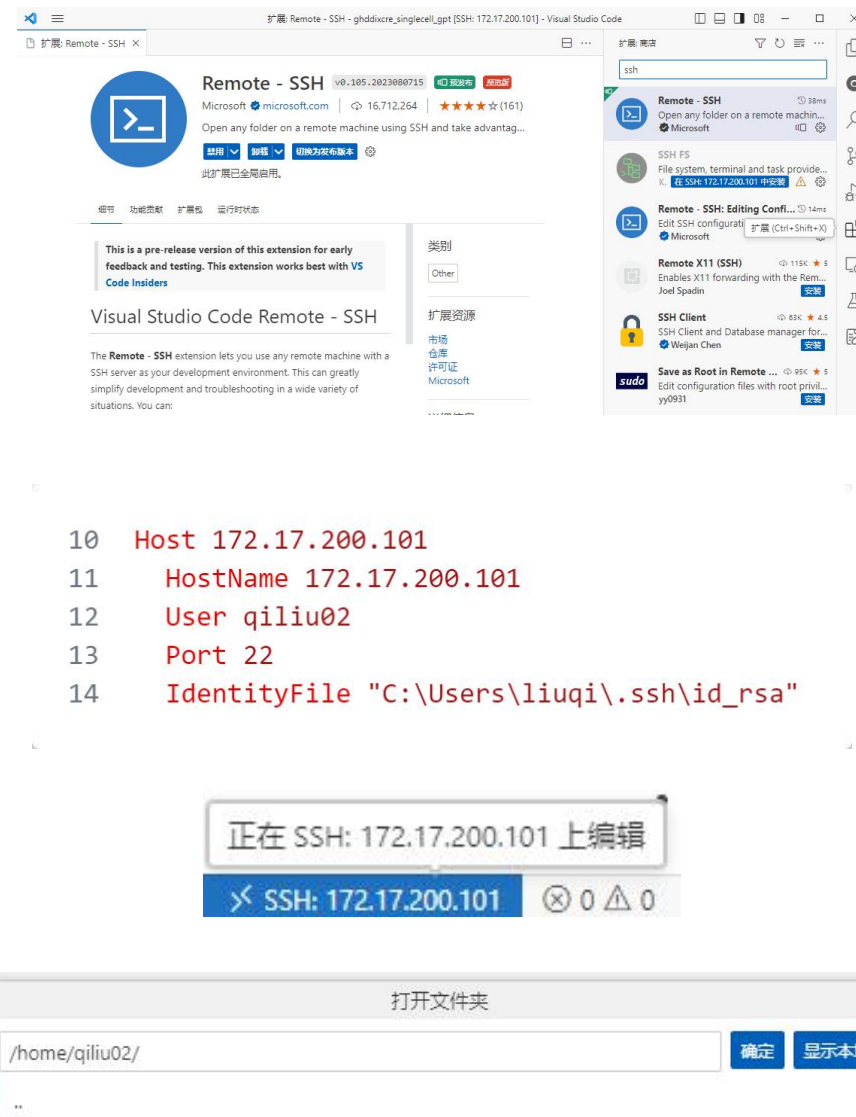 扩展: Remote - SSH - ghddixcre_singlecell_gpt [SSH: 172.17.200.101] - Visual Studio Code
扩展: Remote - SSH
Remote - SSH v0.105.2023080715 预发布 预览版
Microsoft microsoft.com 16,712,264 (161)
Open any folder on a remote machine using SSH and take advantag...
禁用 卸载 切换为发布版本
此扩展已全局启用。
细节 功能贡献 扩展包 运行时状态
This is a pre-release version of this extension for early
feedback and testing. This extension works best with VS
Code Insiders
Visual Studio Code Remote - SSH
The Remote - SSH extension lets you use any remote machine with a
SSH server as your development environment. This can greatly
simplify development and troubleshooting in a wide variety of
situations. You can:
类别
Other
扩展资源
市场
仓库
许可证
Microsoft
扩展: 商店
ssh
Remote - SSH 38ms
Open any folder on a remote machin...
Microsoft
SSH FS
File system, terminal and task provide...
K. 在 SSH: 172.17.200.101 中安装
Remote - SSH: Editing Confi... 14ms
Edit SSH configurati
扩展 (Ctrl+Shift+X)
Microsoft
Remote X11 (SSH) 115K 5
Enables X11 forwarding with the Rem...
Joel Spadin 安装
SSH Client 63K 4.5
SSH Client and Database manager for...
Weijan Chen 安装
sudo
Save as Root in Remote ... 95K 5
Edit configuration files with root privil...
yy0931 安装
10 Host 172.17.200.101
11 HostName 172.17.200.101
12 User qiliu02
13 Port 22
14 IdentityFile "C:\Users\liuqi\.ssh\id_rsa"
正在 SSH: 172.17.200.101 上编辑
SSH: 172.17.200.101 0 0
打开文件夹
/home/qiliu02/ 确定 显示本
..